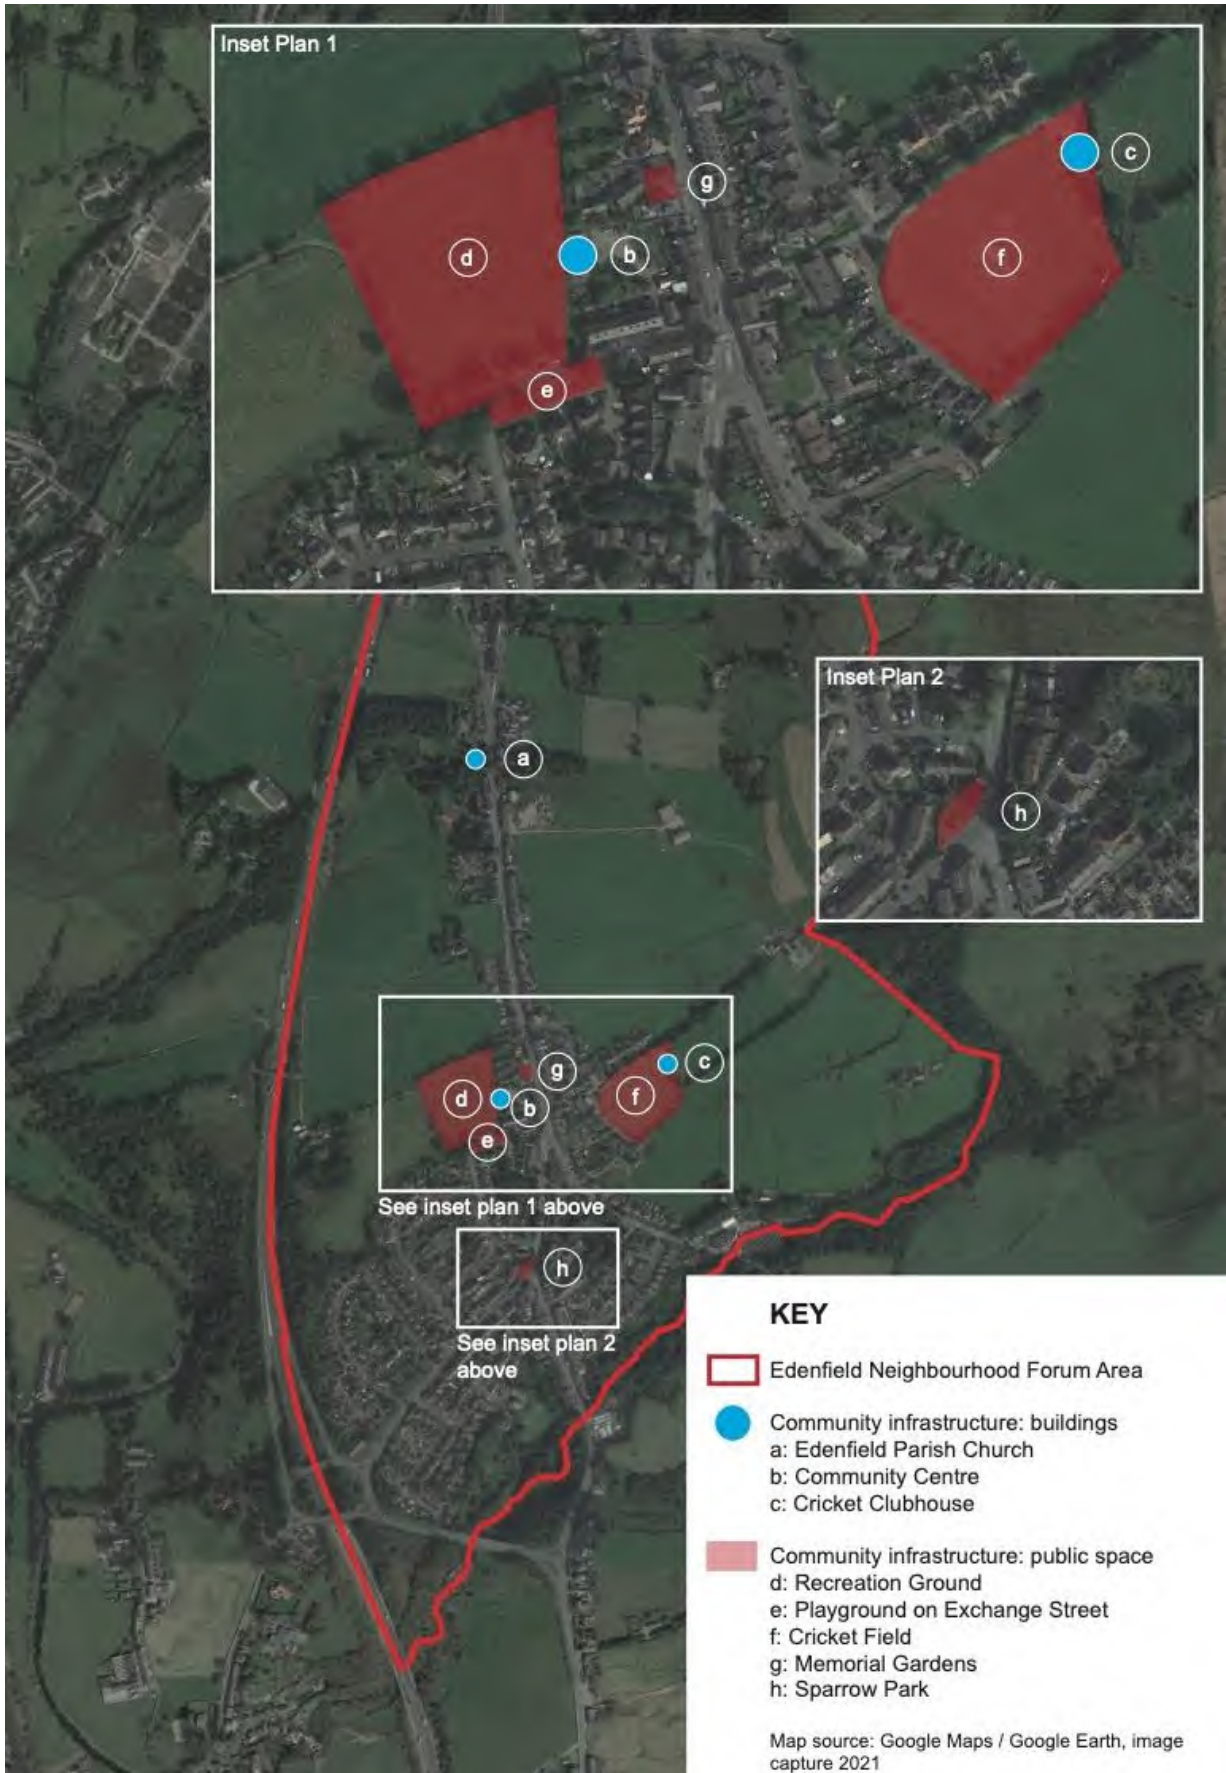 Inset Plan 1
c
g
d
b
f
e
Inset Plan 2
a
h
g
c
d
b
f
e
See inset plan 1 above
h
See inset plan 2
above
KEY
Edenfield Neighbourhood Forum Area
Community infrastructure: buildings
a: Edenfield Parish Church
b: Community Centre
c: Cricket Clubhouse
Community infrastructure: public space
d: Recreation Ground
e: Playground on Exchange Street
f: Cricket Field
g: Memorial Gardens
h: Sparrow Park
Map source: Google Maps / Google Earth, image
capture 2021